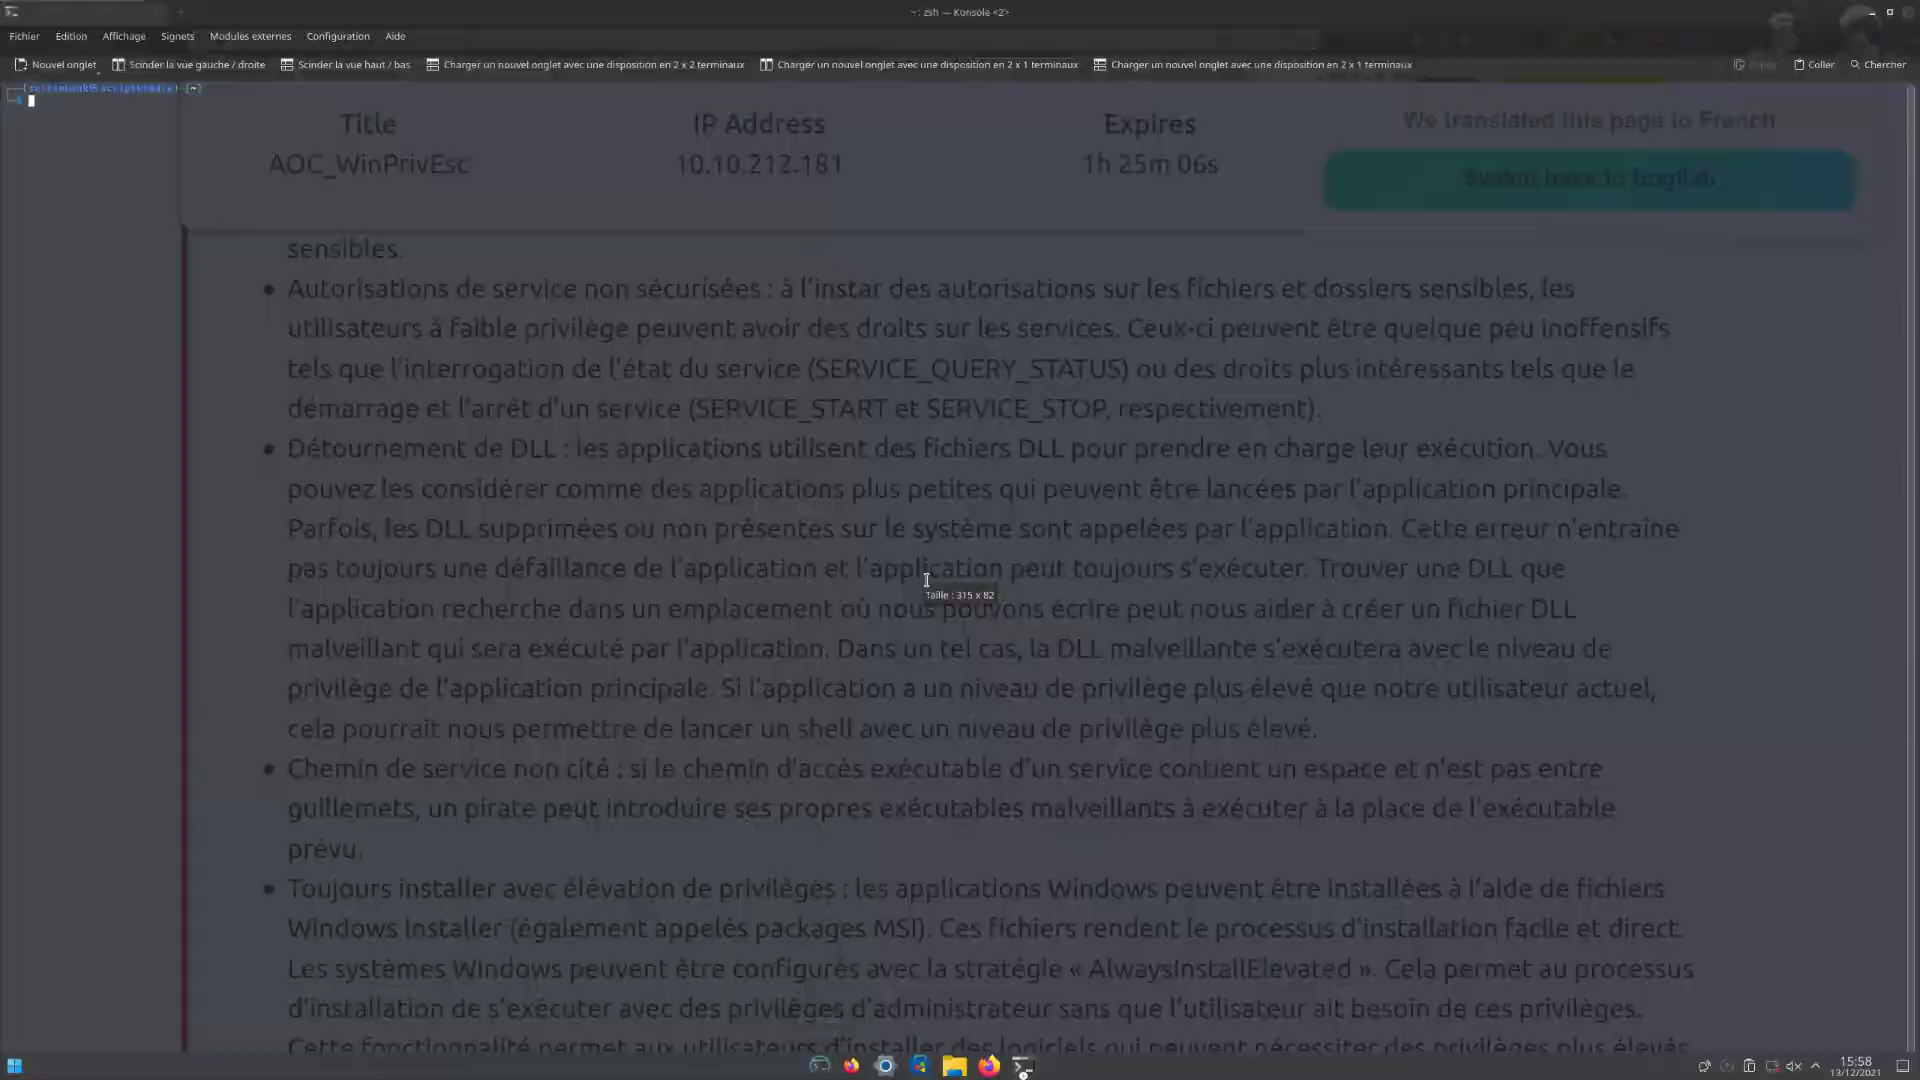 ~ : zsh — Konsole <2>
Fichier Edition Affichage Signets Modules externes Configuration Aide
Nouvel onglet Scinder la vue gauche / droite Scinder la vue haut / bas Charger un nouvel onglet avec une disposition en 2 x 2 terminaux Charger un nouvel onglet avec une disposition en 2 x 1 terminaux Charger un nouvel onglet avec une disposition en 2 x 1 terminaux Coller Chercher
[~]
Title IP Address Expires
AOC_WinPrivEsc 10.10.212.181 1h 25m 06s
We translated this page to French
Switch back to English
sensibles.
• Autorisations de service non sécurisées : à l'instar des autorisations sur les fichiers et dossiers sensibles, les
utilisateurs à faible privilège peuvent avoir des droits sur les services. Ceux-ci peuvent être quelque peu inoffensifs
tels que l'interrogation de l'état du service (SERVICE_QUERY_STATUS) ou des droits plus intéressants tels que le
démarrage et l'arrêt d'un service (SERVICE_START et SERVICE_STOP, respectivement).
• Détournement de DLL : les applications utilisent des fichiers DLL pour prendre en charge leur exécution. Vous
pouvez les considérer comme des applications plus petites qui peuvent être lancées par l'application principale.
Parfois, les DLL supprimées ou non présentes sur le système sont appelées par l'application. Cette erreur n'entraîne
pas toujours une défaillance de l'application et l'application peut toujours s'exécuter. Trouver une DLL que
Taille : 315 x 82
l'application recherche dans un emplacement où nous pouvons écrire peut nous aider à créer un fichier DLL
malveillant qui sera exécuté par l'application. Dans un tel cas, la DLL malveillante s'exécutera avec le niveau de
privilège de l'application principale. Si l'application a un niveau de privilège plus élevé que notre utilisateur actuel,
cela pourrait nous permettre de lancer un shell avec un niveau de privilège plus élevé.
• Chemin de service non cité : si le chemin d'accès exécutable d'un service contient un espace et n'est pas entre
guillemets, un pirate peut introduire ses propres exécutables malveillants à exécuter à la place de l'exécutable
prévu.
• Toujours installer avec élévation de privilèges : les applications Windows peuvent être installées à l'aide de fichiers
Windows Installer (également appelés packages MSI). Ces fichiers rendent le processus d'installation facile et direct.
Les systèmes Windows peuvent être configurés avec la stratégie « AlwaysInstallElevated ». Cela permet au processus
d'installation de s'exécuter avec des privilèges d'administrateur sans que l'utilisateur ait besoin de ces privilèges.
Cette fonctionnalité permet aux utilisateurs d'installer des logiciels qui peuvent nécessiter des privilèges plus élevés
15:58
13/12/2021